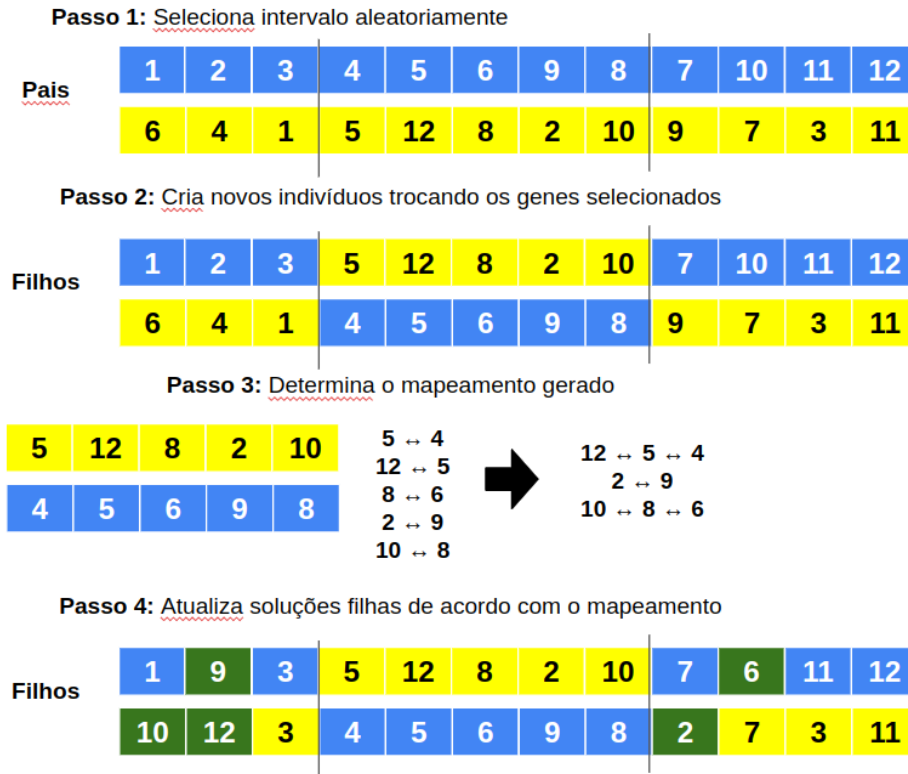 Passo 1: Seleciona intervalo aleatoriamente
Pais
1 2 3 4 5 6 9 8 7 10 11 12
6 4 1 5 12 8 2 10 9 7 3 11
Passo 2: Cria novos indivíduos trocando os genes selecionados
Filhos
1 2 3 5 12 8 2 10 7 10 11 12
6 4 1 4 5 6 9 8 9 7 3 11
Passo 3: Determina o mapeamento gerado
5 12 8 2 10
4 5 6 9 8
5 ↔ 4
12 ↔ 5
8 ↔ 6
2 ↔ 9
10 ↔ 8
12 ↔ 5 ↔ 4
2 ↔ 9
10 ↔ 8 ↔ 6
Passo 4: Atualiza soluções filhas de acordo com o mapeamento
Filhos
1 9 3 5 12 8 2 10 7 6 11 12
10 12 3 4 5 6 9 8 2 7 3 11